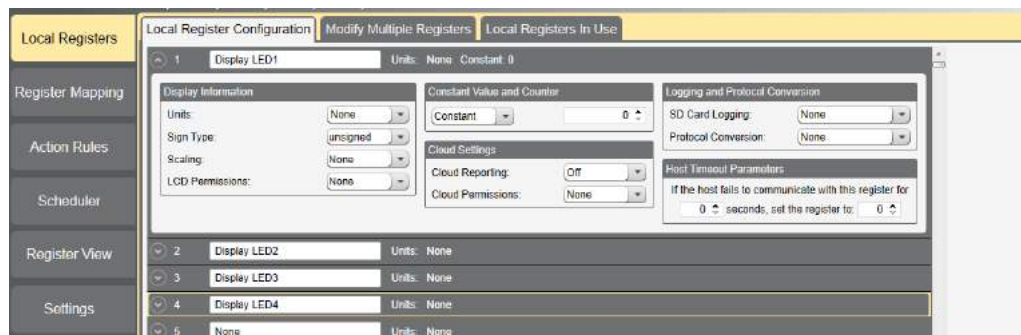 Local Registers
Register Mapping
Action Rules
Scheduler
Register View
Settings
Local Register Configuration Modify Multiple Registers Local Registers In Use
1 Display LED1 Units: None Constant: 0
Display Information
Units: None
Sign Type: unsigned
Scaling: None
LCD Permissions: None
Constant Value and Counter
Constant 0
Cloud Settings
Cloud Reporting: Off
Cloud Permissions: None
Logging and Protocol Conversion
SD Card Logging: None
Protocol Conversion: None
Host Timeout Parameters
If the host fails to communicate with this register for
0 seconds, set the register to: 0
2 Display LED2 Units: None
3 Display LED3 Units: None
4 Display LED4 Units: None
5 None Units: None